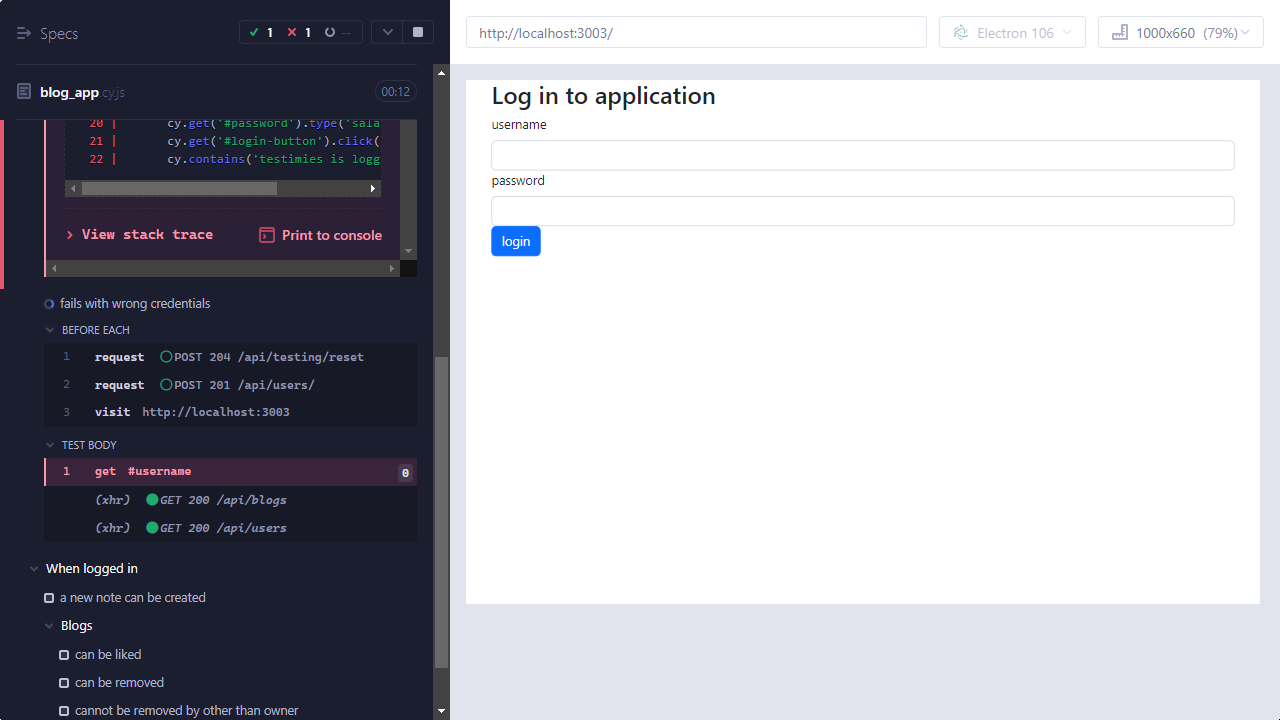 Specs
1
1
--
blog_app.cy.js
00:12
20 |       cy.get('#password').type('sala
21 |       cy.get('#login-button').click(
22 |       cy.contains('testimies is logg
View stack trace
Print to console
fails with wrong credentials
BEFORE EACH
1 request POST 204 /api/testing/reset
2 request POST 201 /api/users/
3 visit http://localhost:3003
TEST BODY
1 get #username 0
(xhr) GET 200 /api/blogs
(xhr) GET 200 /api/users
When logged in
a new note can be created
Blogs
can be liked
can be removed
cannot be removed by other than owner
http://localhost:3003/
Electron 106
1000x660 (79%)
Log in to application
username
password
login